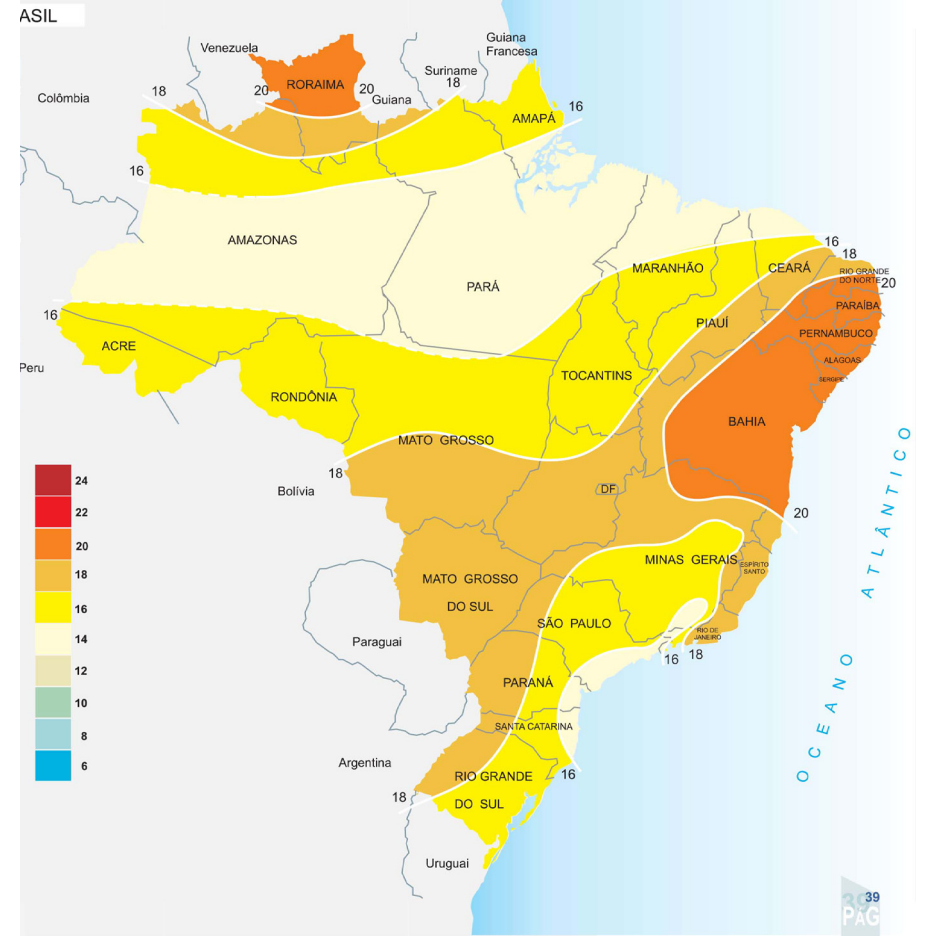 ASIL
Guiana
Francesa
Venezuela
Suriname
18
RORAIMA
20
20
18
Guiana
Colômbia
16
AMAPÁ
16
AMAZONAS
16
18
MARANHÃO
CEARÁ
RIO GRANDE
DO NORTE
20
PARÁ
PARAÍBA
16
PIAUÍ
PERNAMBUCO
ACRE
ALAGOAS
Peru
TOCANTINS
SERGIPE
RONDÔNIA
BAHIA
MATO GROSSO
18
Bolívia
DF
20
MINAS GERAIS
ESPÍRITO
SANTO
MATO GROSSO
DO SUL
SÃO PAULO
RIO DE
JANEIRO
Paraguai
16
18
PARANÁ
SANTA CATARINA
Argentina
RIO GRANDE
16
18
DO SUL
Uruguai
OCEANO ATLÂNTICO
24
22
20
18
16
14
12
10
8
6
39
39
PÁG